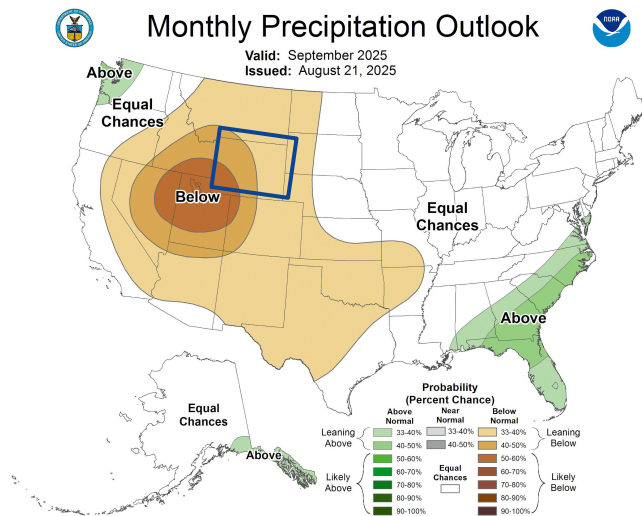 Monthly Precipitation Outlook
NOAA
Valid: September 2025
Issued: August 21, 2025
Above
Equal
Chances
Below
Equal
Chances
Above
Equal
Chances
Above
Probability
(Percent Chance)
Above
Normal
Near
Normal
Below
Normal
Leaning
Above
33-40%
33-40%
33-40%
Leaning
Below
40-50%
40-50%
40-50%
Likely
Above
50-60%
60-70%
70-80%
80-90%
90-100%
Equal
Chances
50-60%
60-70%
70-80%
80-90%
90-100%
Likely
Below